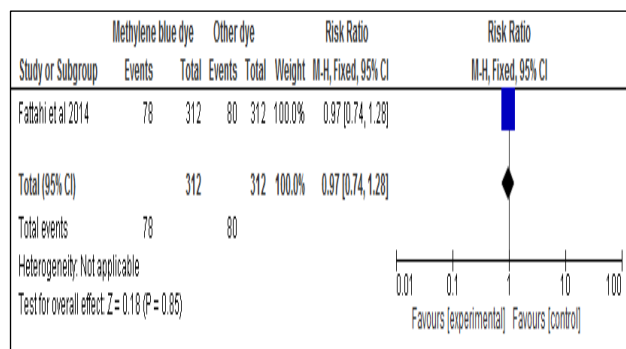 Methylene blue dye Other dye Risk Ratio Risk Ratio
Study or Subgroup Events Total Events Total Weight M-H, Fixed, 95% CI M-H, Fixed, 95% CI
Fattahi et al 2014 78 312 80 312 100.0% 0.97 [0.74, 1.28]
Total (95% CI) 312 312 100.0% 0.97 [0.74, 1.28]
Total events 78 80
Heterogeneity: Not applicable
Test for overall effect: Z = 0.18 (P = 0.85)
0.01 0.1 1 10 100
Favours [experimental] Favours [control]